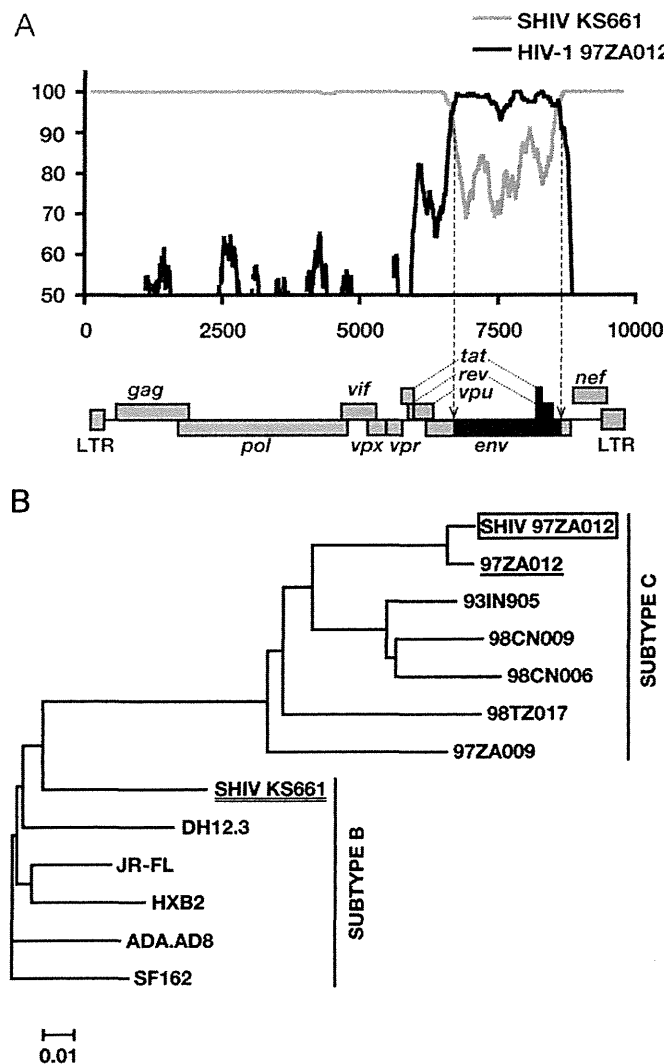 A
SHIV KS661
HIV-1 97ZA012
100
90
80
70
60
50
0 2500 5000 7500 10000
tat
rev
vpu
gag vif nef
LTR pol vpx vpr env LTR
B
SHIV 97ZA012
97ZA012
93IN905
98CN009
98CN006
98TZ017
97ZA009
SUBTYPE C
SHIV KS661
DH12.3
JR-FL
HXB2
ADA.AD8
SF162
SUBTYPE B
0.01